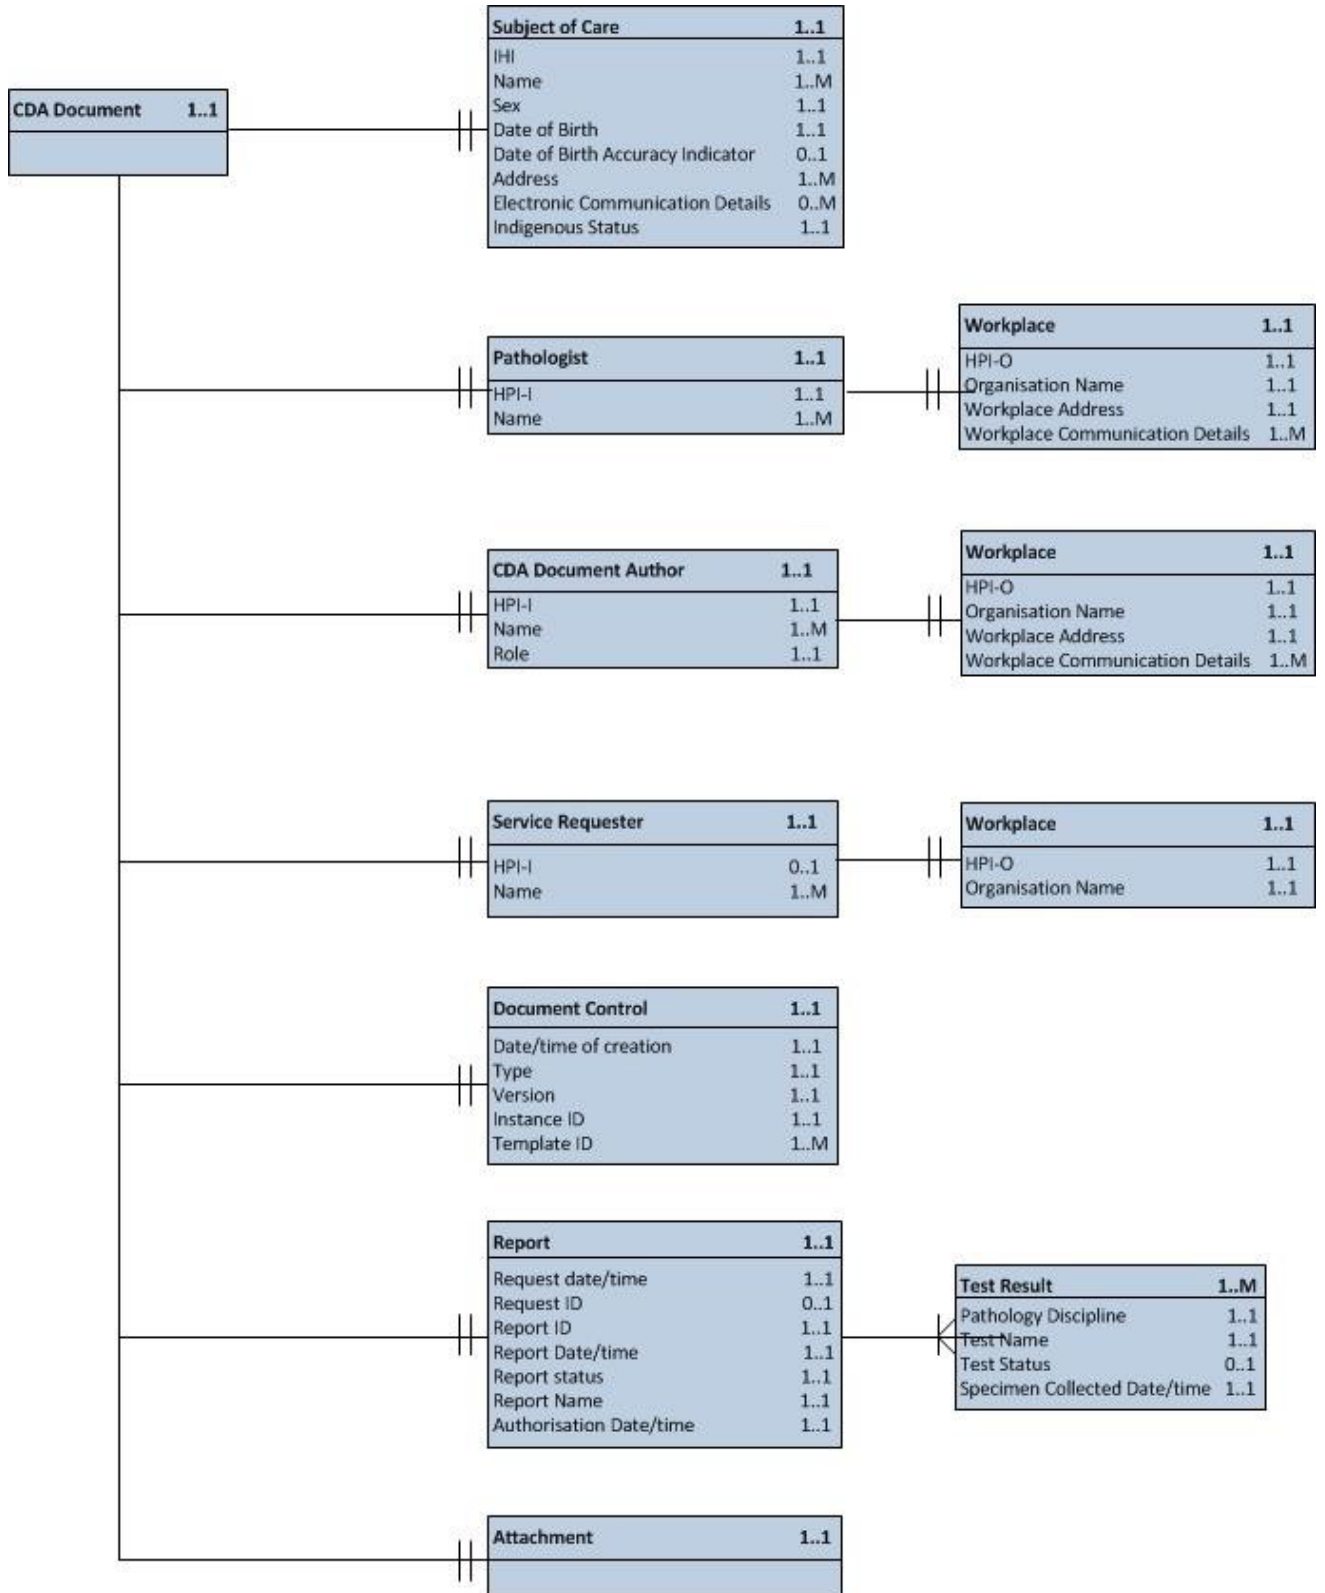 CDA Document 1..1
Subject of Care 1..1
IHI 1..1
Name 1..M
Sex 1..1
Date of Birth 1..1
Date of Birth Accuracy Indicator 0..1
Address 1..M
Electronic Communication Details 0..M
Indigenous Status 1..1
Pathologist 1..1
HPI-I 1..1
Name 1..M
Workplace 1..1
HPI-O 1..1
Organisation Name 1..1
Workplace Address 1..1
Workplace Communication Details 1..M
CDA Document Author 1..1
HPI-I 1..1
Name 1..M
Role 1..1
Workplace 1..1
HPI-O 1..1
Organisation Name 1..1
Workplace Address 1..1
Workplace Communication Details 1..M
Service Requester 1..1
HPI-I 0..1
Name 1..M
Workplace 1..1
HPI-O 1..1
Organisation Name 1..1
Document Control 1..1
Date/time of creation 1..1
Type 1..1
Version 1..1
Instance ID 1..1
Template ID 1..M
Report 1..1
Request date/time 1..1
Request ID 0..1
Report ID 1..1
Report Date/time 1..1
Report status 1..1
Report Name 1..1
Authorisation Date/time 1..1
Test Result 1..M
Pathology Discipline 1..1
Test Name 1..1
Test Status 0..1
Specimen Collected Date/time 1..1
Attachment 1..1